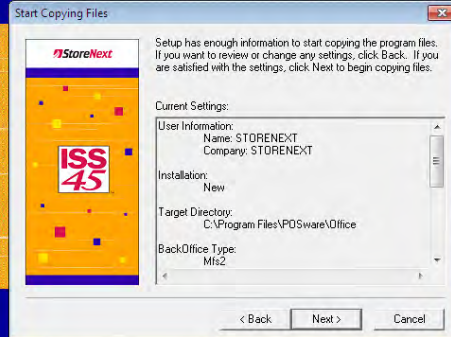 Start Copying Files
StoreNext
ISS
45
Setup has enough information to start copying the program files.
If you want to review or change any settings, click Back. If you
are satisfied with the settings, click Next to begin copying files.
Current Settings:
User Information:
Name: STORENEXT
Company: STORENEXT
Installation:
New
Target Directory:
C:\Program Files\POSware\Office
BackOffice Type:
Mfs2
< Back
Next >
Cancel